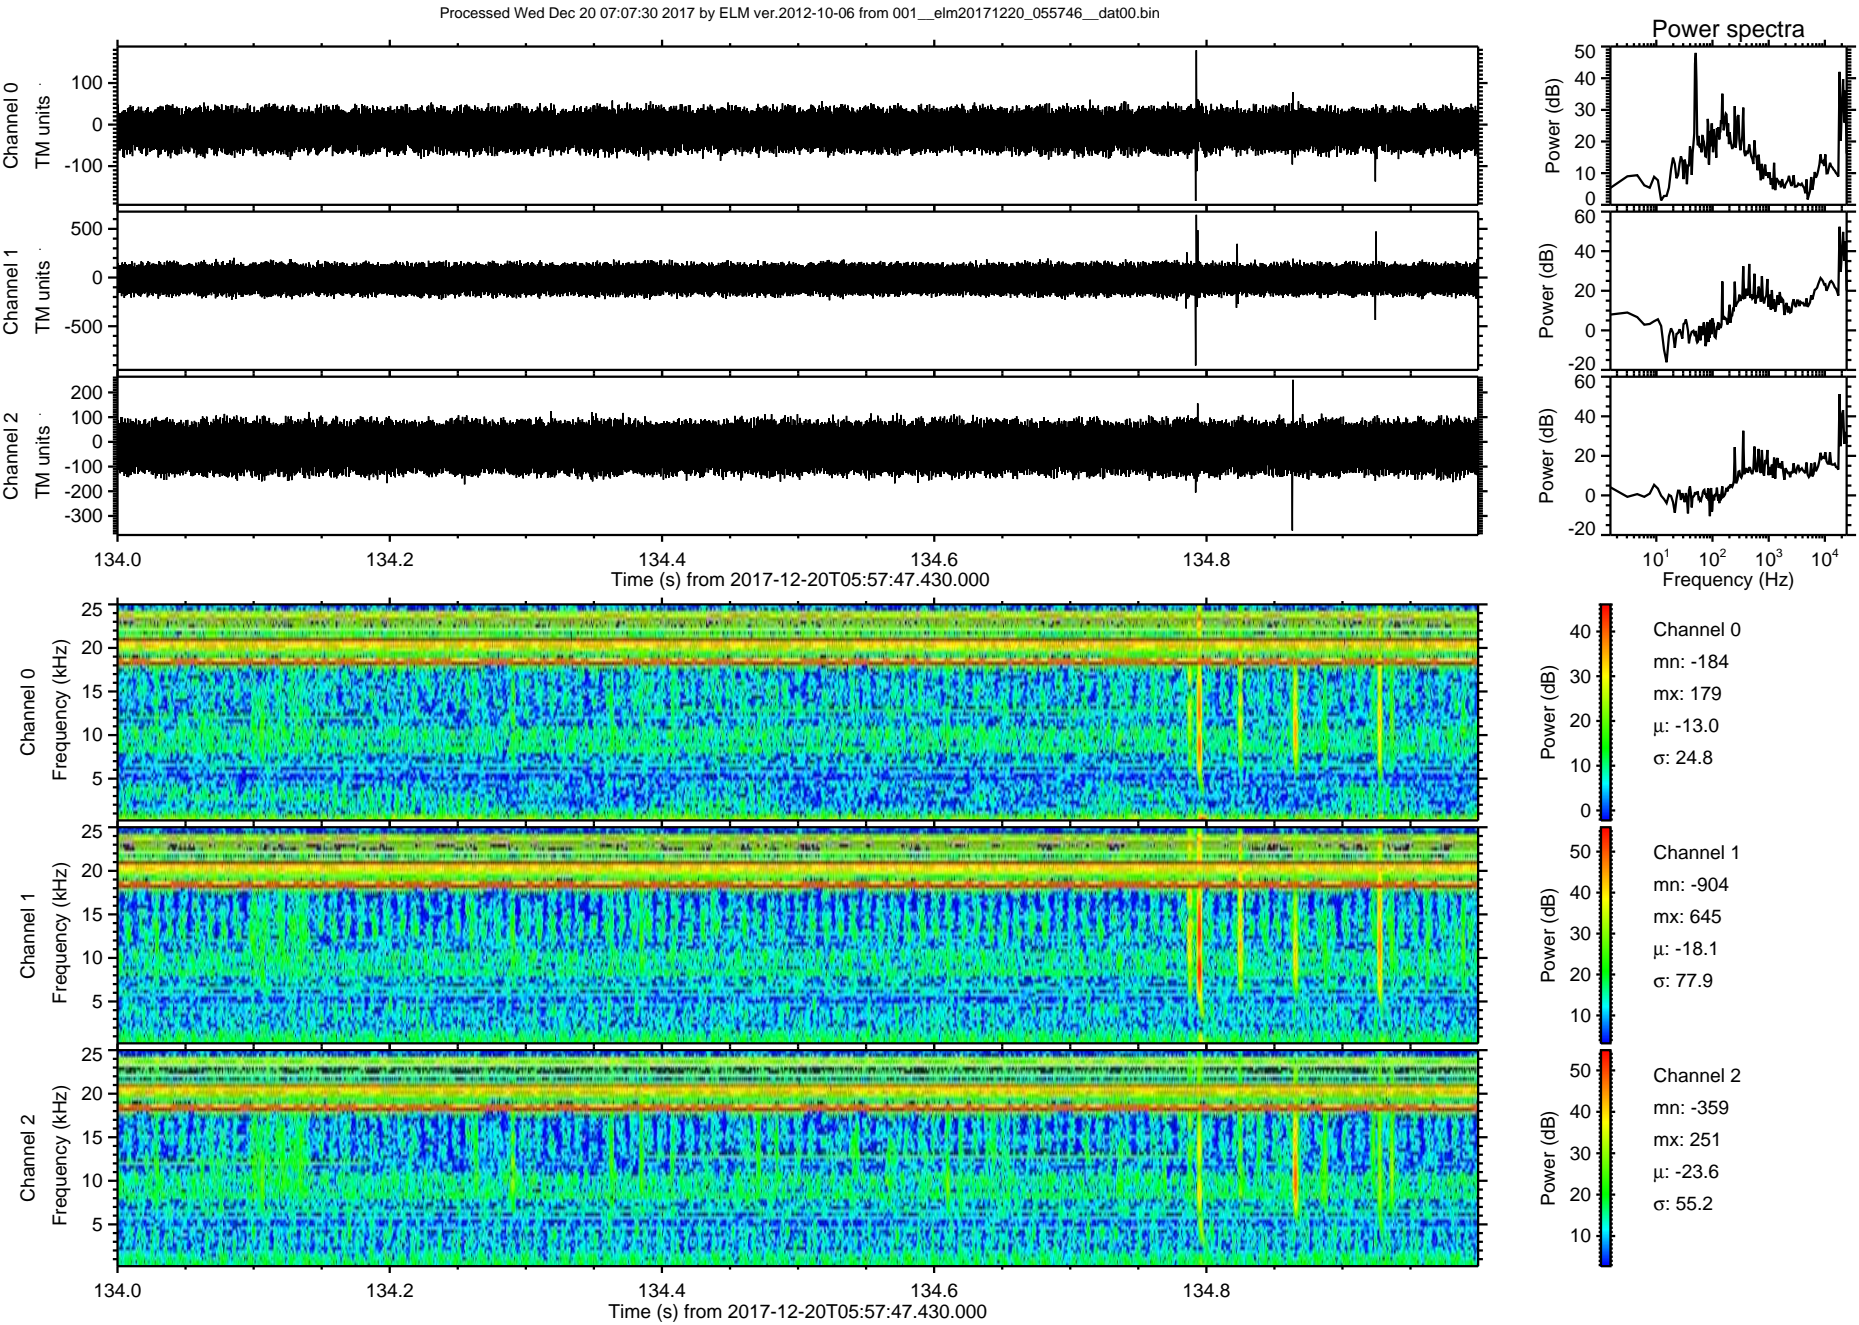 Processed Wed Dec 20 07:07:30 2017 by ELM ver.2012-10-06 from 001__elm20171220_055746__dat00.bin
Power spectra
Channel 0
TM units
100
0
-100
Power (dB)
50
40
30
20
10
0
Channel 1
TM units
500
0
-500
Power (dB)
60
40
20
0
-20
Channel 2
TM units
200
100
0
-100
-200
-300
Power (dB)
60
40
20
0
-20
134.0 134.2 134.4 134.6 134.8
Time (s) from 2017-12-20T05:57:47.430.000
10¹ 10² 10³ 10⁴
Frequency (Hz)
Channel 0
Frequency (kHz)
25
20
15
10
5
Power (dB)
40
30
20
10
0
Channel 0
mn: -184
mx: 179
μ: -13.0
σ: 24.8
Channel 1
Frequency (kHz)
25
20
15
10
5
Power (dB)
50
40
30
20
10
Channel 1
mn: -904
mx: 645
μ: -18.1
σ: 77.9
Channel 2
Frequency (kHz)
25
20
15
10
5
Power (dB)
50
40
30
20
10
Channel 2
mn: -359
mx: 251
μ: -23.6
σ: 55.2
134.0 134.2 134.4 134.6 134.8
Time (s) from 2017-12-20T05:57:47.430.000